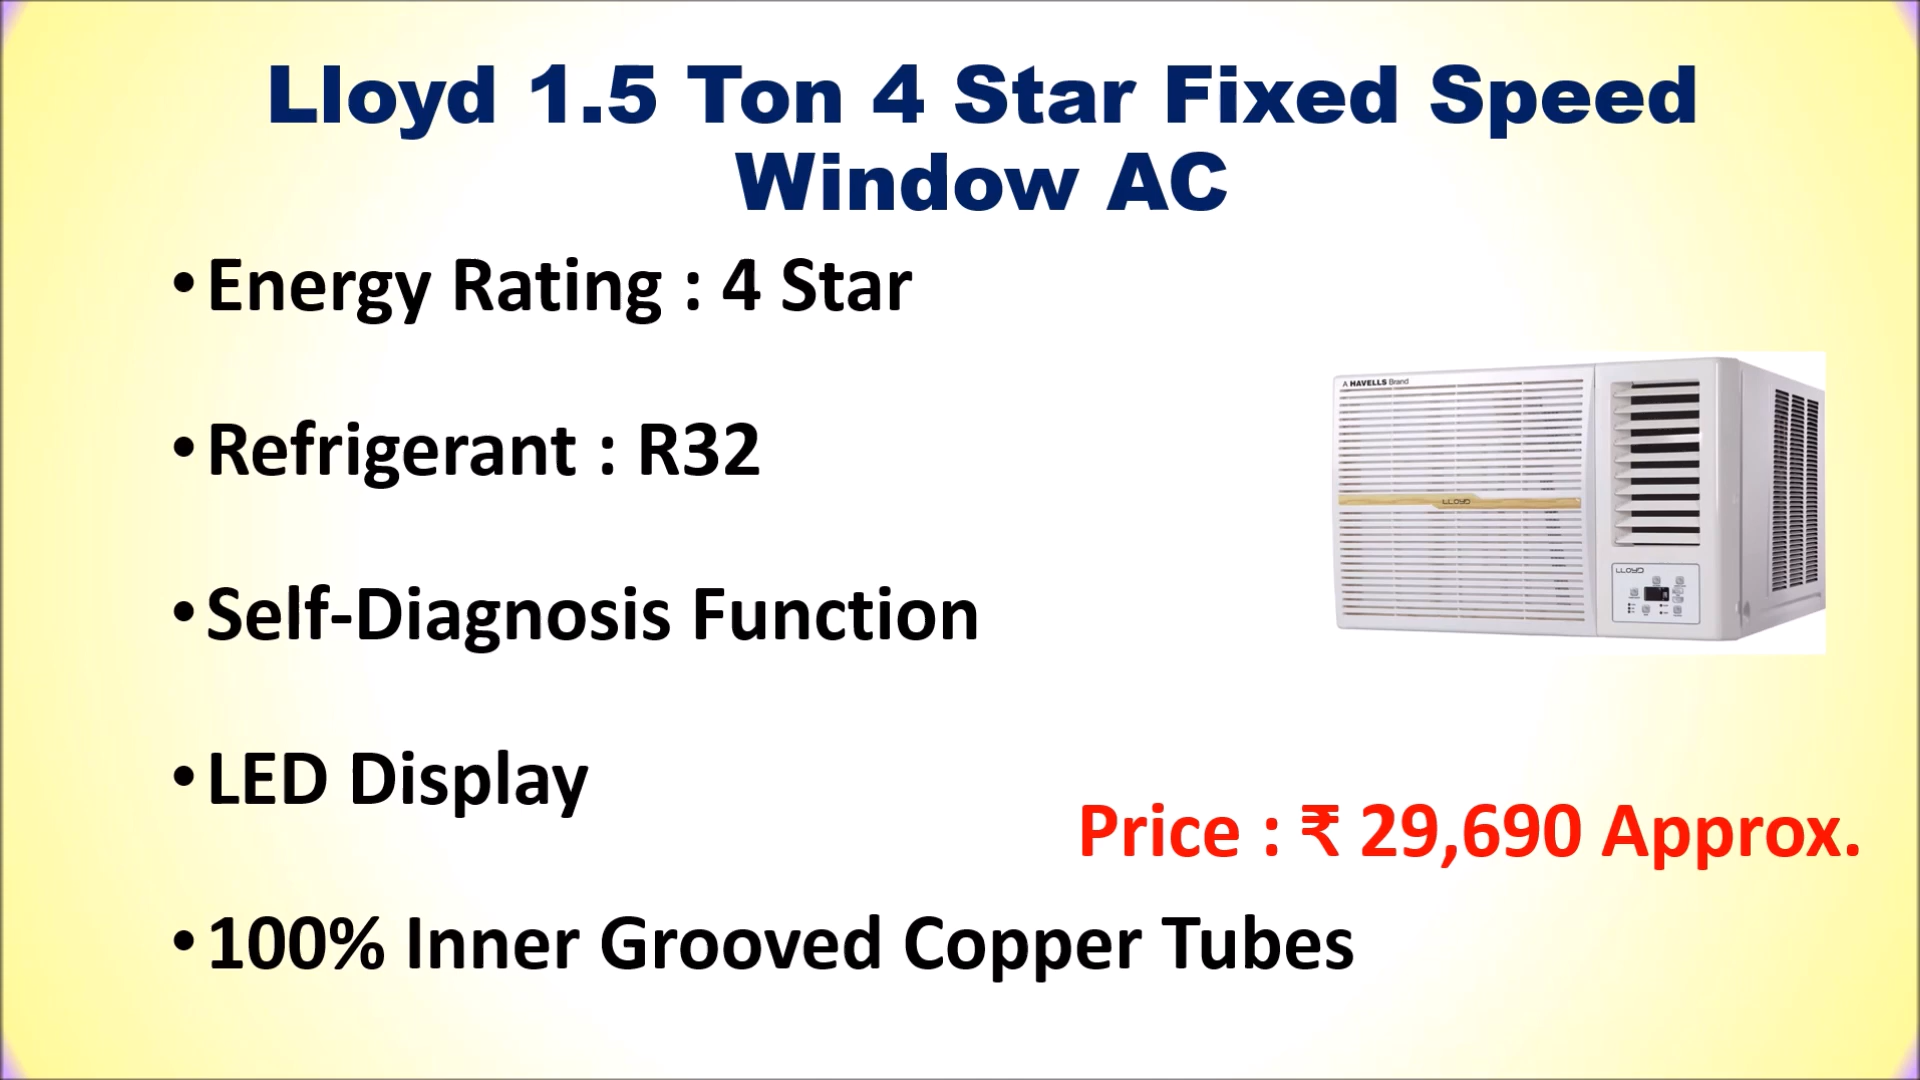 Lloyd 1.5 Ton 4 Star Fixed Speed
Window AC
•Energy Rating : 4 Star
•Refrigerant : R32
•Self-Diagnosis Function
•LED Display
•100% Inner Grooved Copper Tubes
A HAVELLS Brand
LLOYD
LLOYD
Price : ₹ 29,690 Approx.